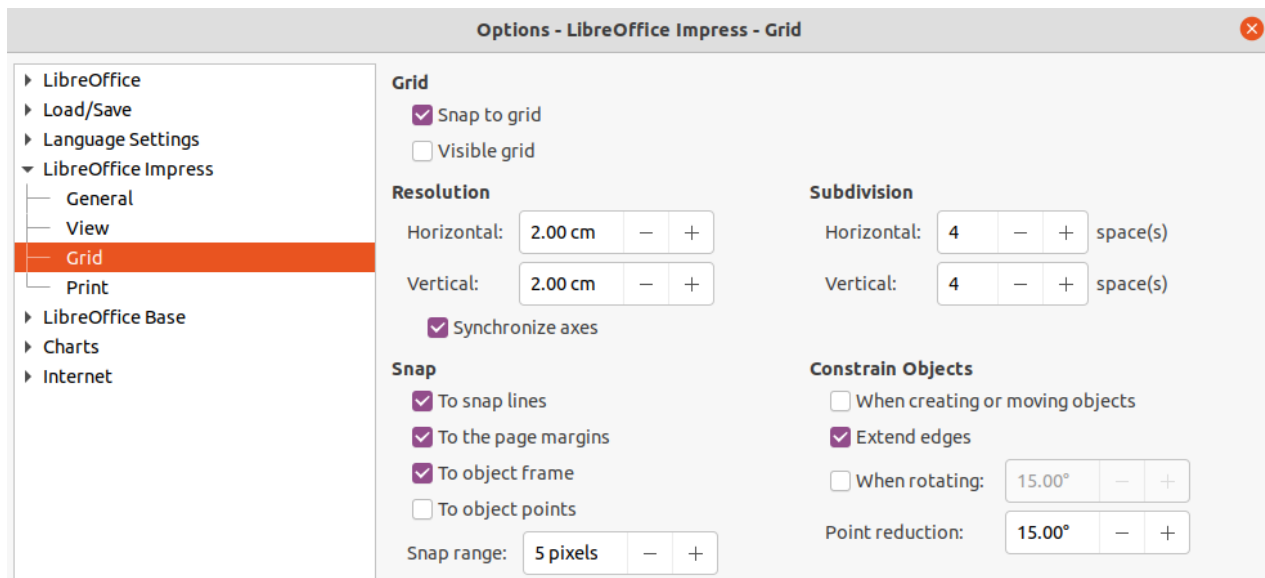 Options - LibreOffice Impress - Grid
LibreOffice
Load/Save
Language Settings
LibreOffice Impress
General
View
Grid
Print
LibreOffice Base
Charts
Internet
Grid
Snap to grid
Visible grid
Resolution
Horizontal: 2.00 cm − +
Vertical: 2.00 cm − +
Synchronize axes
Subdivision
Horizontal: 4 − + space(s)
Vertical: 4 − + space(s)
Snap
To snap lines
To the page margins
To object frame
To object points
Snap range: 5 pixels − +
Constrain Objects
When creating or moving objects
Extend edges
When rotating: 15.00° − +
Point reduction: 15.00° − +